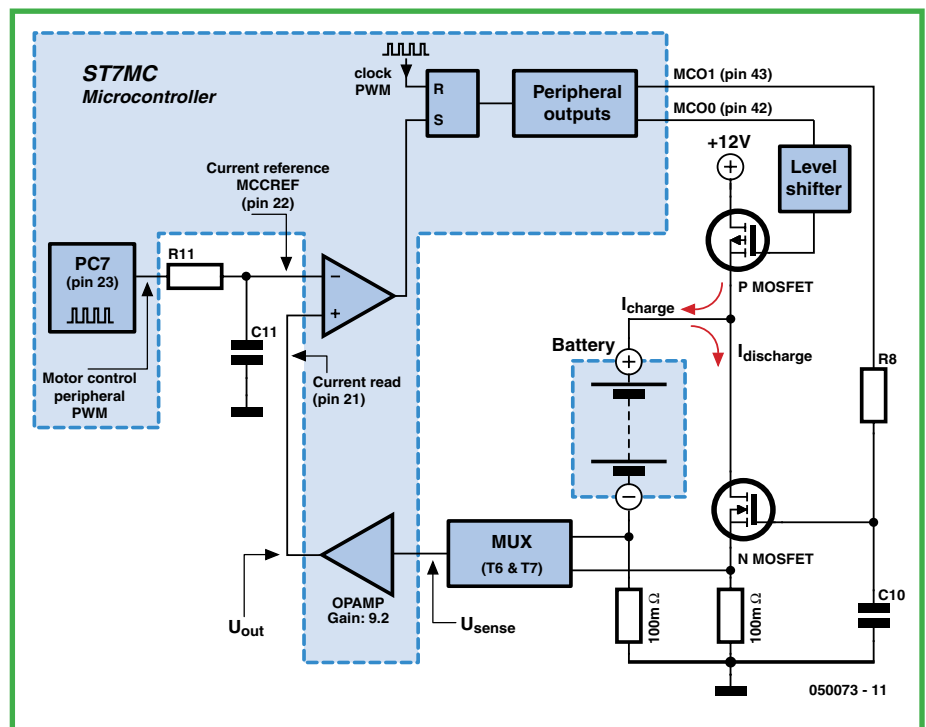 ST7MC
Microcontroller
clock
PWM
R
S
Peripheral
outputs
MCO1 (pin 43)
MCO0 (pin 42)
+12V
Level
shifter
Current reference
MCCREF
(pin 22)
PC7
(pin 23)
R11
C11
−
+
P MOSFET
Icharge
Idischarge
Battery
+
−
R8
Motor control
peripheral
PWM
Current read
(pin 21)
MUX
(T6 & T7)
N MOSFET
OPAMP
Gain: 9.2
Uout
Usense
100m Ω
100m Ω
C10
050073 - 11